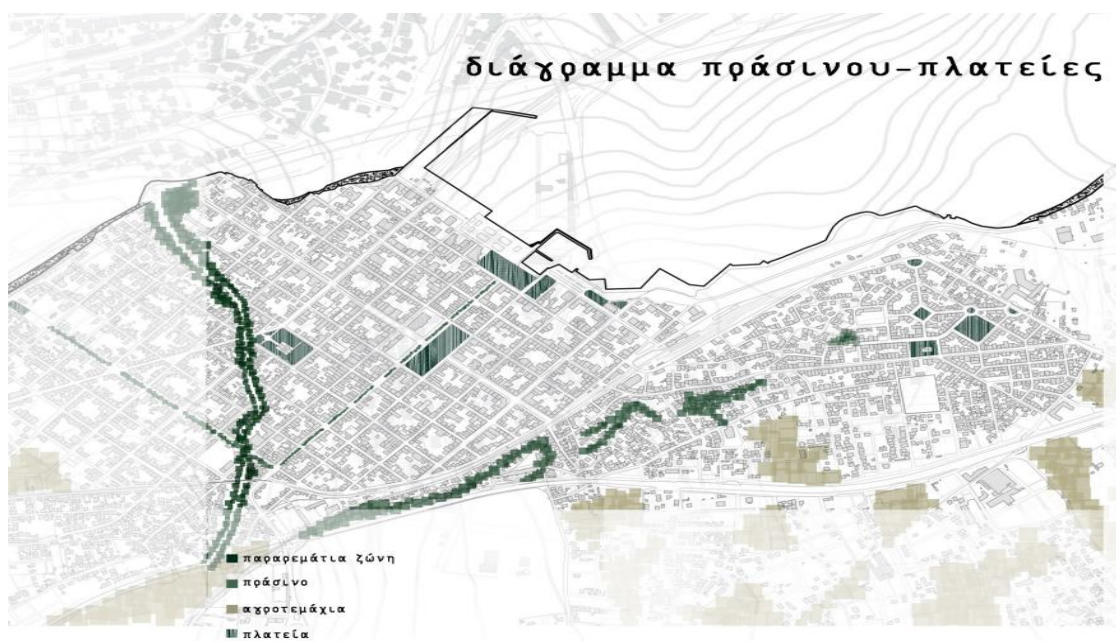 διάγραμμα πράσινου-πλατείες
παραρεμάτια ζώνη
πράσινο
αγροτεμάχια
πλατεία